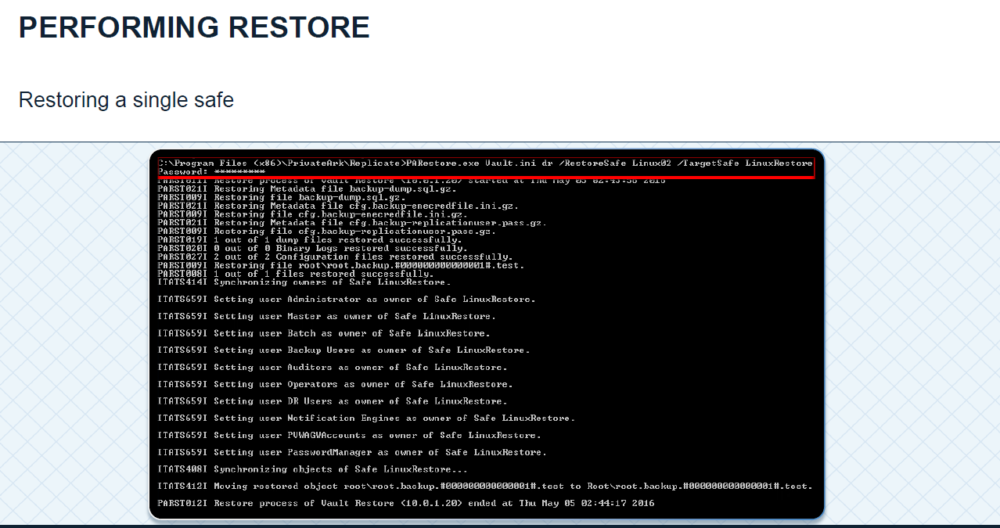 PERFORMING RESTORE
Restoring a single safe
C:\Program Files (x86)\PrivateArk\Replicate>PARestore.exe Vault.ini dr /RestoreSafe Linux02 /TargetSafe LinuxRestore
Password: *********
PARST011I Restore process of Vault Restore (10.0.1.20) started at Thu May 05 02:43:58 2016
PARST021I Restoring Metadata file backup-dump.sql.gz.
PARST009I Restoring file backup-dump.sql.gz.
PARST021I Restoring Metadata file cfg.backup-enecredfile.ini.gz.
PARST009I Restoring file cfg.backup-enecredfile.ini.gz.
PARST021I Restoring Metadata file cfg.backup-replicationuser.pass.gz.
PARST009I Restoring file cfg.backup-replicationuser.pass.gz.
PARST019I 1 out of 1 dump files restored successfully.
PARST020I 0 out of 0 Binary Logs restored successfully.
PARST027I 2 out of 2 Configuration files restored successfully.
PARST009I Restoring file root\root.backup.#000000000000001#.test.
PARST008I 1 out of 1 files restored successfully.
ITATS414I Synchronizing owners of Safe LinuxRestore.
ITATS659I Setting user Administrator as owner of Safe LinuxRestore.
ITATS659I Setting user Master as owner of Safe LinuxRestore.
ITATS659I Setting user Batch as owner of Safe LinuxRestore.
ITATS659I Setting user Backup Users as owner of Safe LinuxRestore.
ITATS659I Setting user Auditors as owner of Safe LinuxRestore.
ITATS659I Setting user Operators as owner of Safe LinuxRestore.
ITATS659I Setting user DR Users as owner of Safe LinuxRestore.
ITATS659I Setting user Notification Engines as owner of Safe LinuxRestore.
ITATS659I Setting user PVWAGWAccounts as owner of Safe LinuxRestore.
ITATS659I Setting user PasswordManager as owner of Safe LinuxRestore.
ITATS408I Synchronizing objects of Safe LinuxRestore...
ITATS412I Moving restored object root\root.backup.#000000000000001#.test to Root\root.backup.#000000000000001#.test.
PARST012I Restore process of Vault Restore (10.0.1.20) ended at Thu May 05 02:44:17 2016